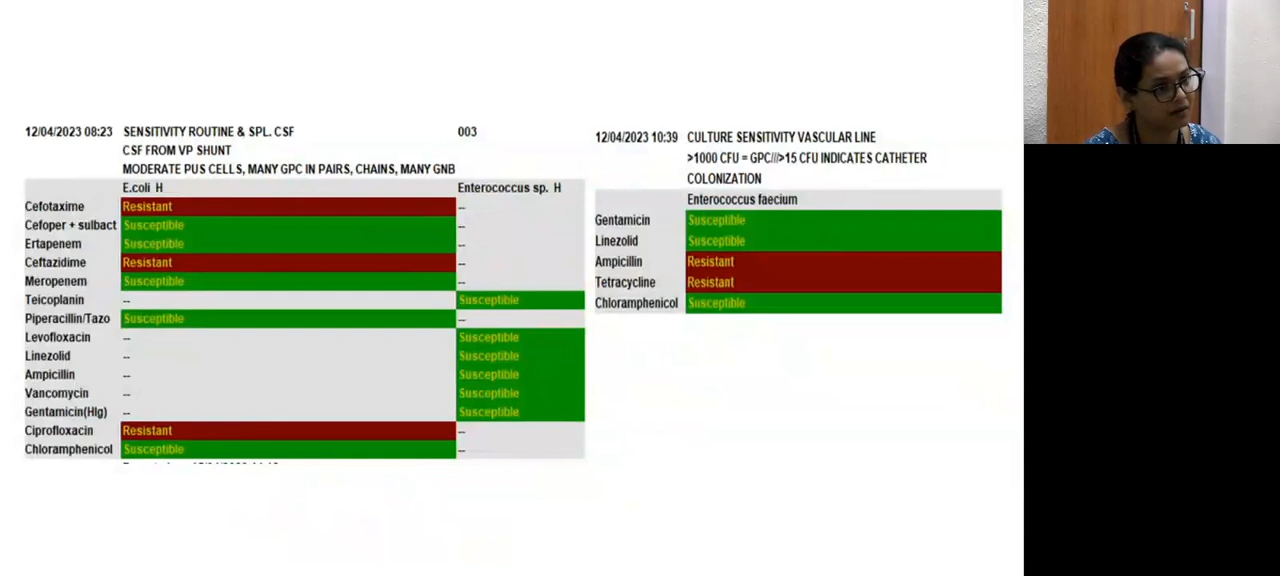 12/04/2023 08:23 SENSITIVITY ROUTINE & SPL. CSF 003
CSF FROM VP SHUNT
MODERATE PUS CELLS, MANY GPC IN PAIRS, CHAINS, MANY GNB
E.coli H Enterococcus sp. H
Cefotaxime Resistant --
Cefoper + sulbact Susceptible --
Ertapenem Susceptible --
Ceftazidime Resistant --
Meropenem Susceptible --
Teicoplanin -- Susceptible
Piperacillin/Tazo Susceptible --
Levofloxacin -- Susceptible
Linezolid -- Susceptible
Ampicillin -- Susceptible
Vancomycin -- Susceptible
Gentamicin(Hlg) -- Susceptible
Ciprofloxacin Resistant --
Chloramphenicol Susceptible --
12/04/2023 10:39 CULTURE SENSITIVITY VASCULAR LINE
>1000 CFU = GPC///>15 CFU INDICATES CATHETER
COLONIZATION
Enterococcus faecium
Gentamicin Susceptible
Linezolid Susceptible
Ampicillin Resistant
Tetracycline Resistant
Chloramphenicol Susceptible